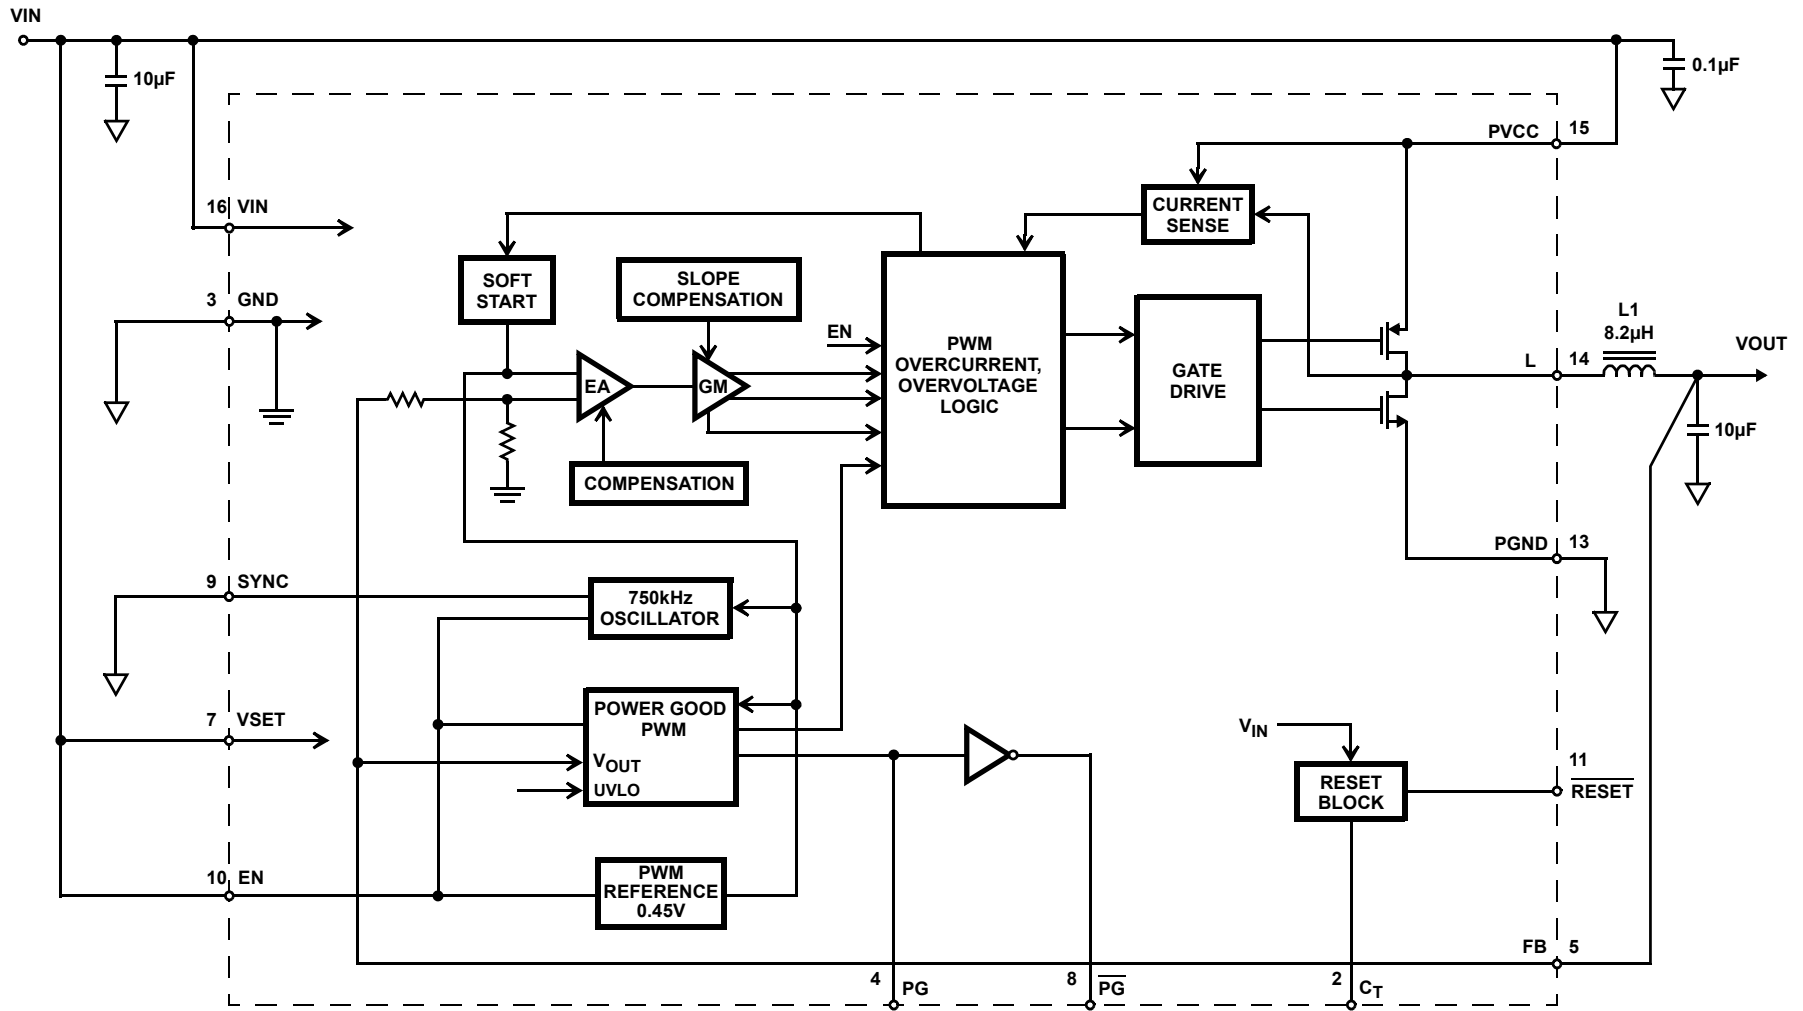 VIN
10µF
0.1µF
PVCC
15
16
VIN
CURRENT
SENSE
3
GND
SOFT
START
SLOPE
COMPENSATION
EN
PWM
OVERCURRENT,
OVERVOLTAGE
LOGIC
GATE
DRIVE
L
14
L1
8.2µH
VOUT
EA
GM
10µF
COMPENSATION
PGND
13
9
SYNC
750kHz
OSCILLATOR
7
VSET
POWER GOOD
PWM
VOUT
UVLO
VIN
RESET
BLOCK
11
RESET
10
EN
PWM
REFERENCE
0.45V
FB
5
4
PG
8
PG
2
CT